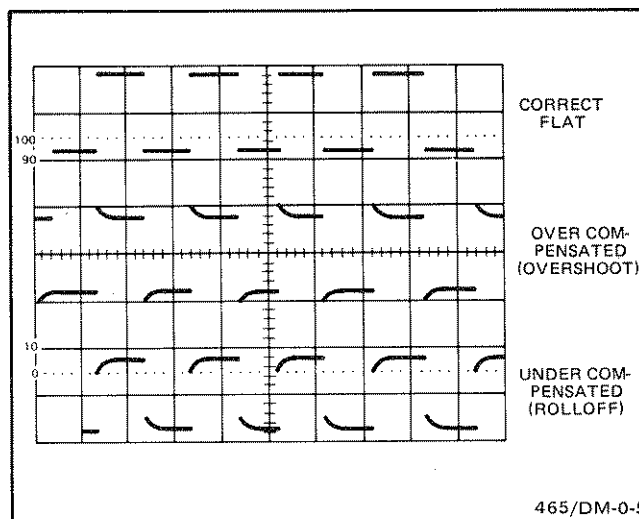 CORRECT
FLAT
100
90
OVER COM-
PENSATED
(OVERSHOOT)
10
0
UNDER COM-
PENSATED
(ROLLOFF)